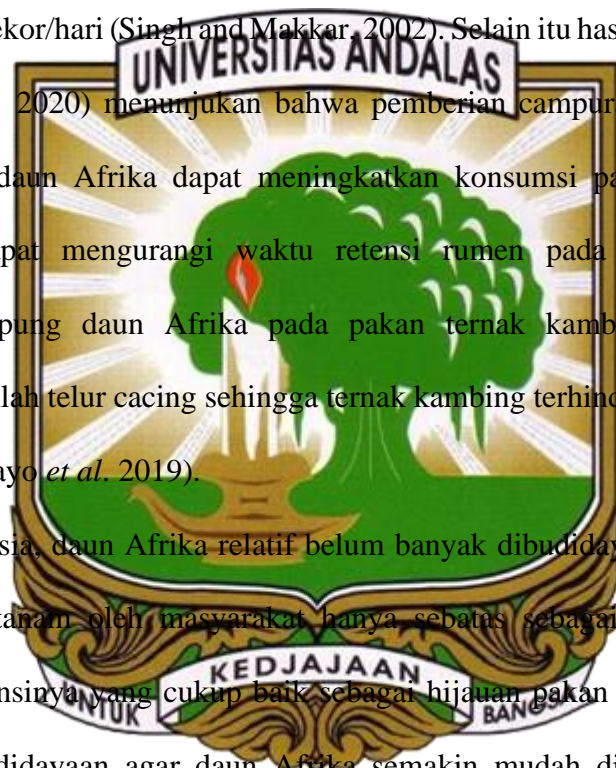 ekor/hari (Singh and Makkar, 2002). Selain itu has
UNIVERSITAS ANDALAS
2020) menunjukan bahwa pemberian campur
daun Afrika dapat meningkatkan konsumsi pa
pat mengurangi waktu retensi rumen pada
pung daun Afrika pada pakan ternak kamb
lah telur cacing sehingga ternak kambing terhind
ayo et al. 2019).
sia, daun Afrika relatif belum banyak dibudiday
tanam oleh masyarakat hanya sebatas sebagai
UNTUK KEDJAJAAN BANGSA
nsinya yang cukup baik sebagai hijauan pakan
didayaan agar daun Afrika semakin mudah di